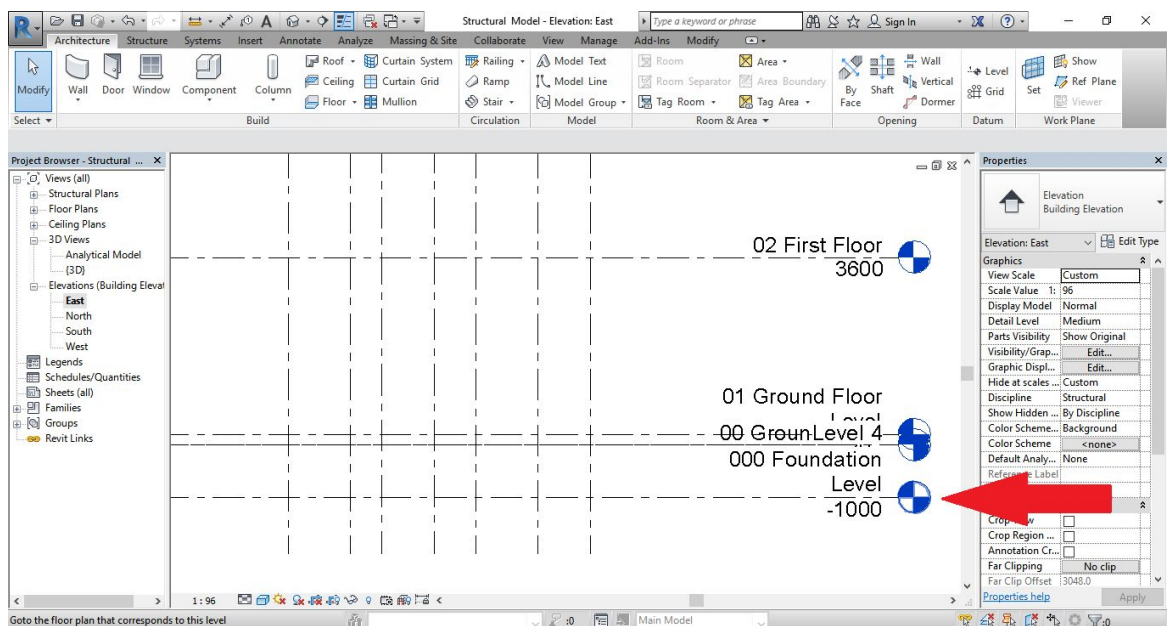 Structural Model - Elevation: East
Type a keyword or phrase
Sign In
Architecture Structure Systems Insert Annotate Analyze Massing & Site Collaborate View Manage Add-Ins Modify
Modify
Wall
Door
Window
Component
Column
Roof
Ceiling
Floor
Curtain System
Curtain Grid
Mullion
Railing
Ramp
Stair
Model Text
Model Line
Model Group
Room
Room Separator
Tag Room
Area
Area Boundary
Tag Area
By Face
Shaft
Wall
Vertical
Dormer
Level
Grid
Set
Show
Ref Plane
Viewer
Select
Build
Circulation
Model
Room & Area
Opening
Datum
Work Plane
Project Browser - Structural ...
Views (all)
Structural Plans
Floor Plans
Ceiling Plans
3D Views
Analytical Model
{3D}
Elevations (Building Elevat
East
North
South
West
Legends
Schedules/Quantities
Sheets (all)
Families
Groups
Revit Links
02 First Floor
3600
01 Ground Floor
Level
00 GrounLevel 4
000 Foundation
Level
-1000
Properties
Elevation
Building Elevation
Elevation: East
Edit Type
Graphics
View Scale Custom
Scale Value 1: 96
Display Model Normal
Detail Level Medium
Parts Visibility Show Original
Visibility/Grap... Edit...
Graphic Displ... Edit...
Hide at scales ... Custom
Discipline Structural
Show Hidden ... By Discipline
Color Scheme... Background
Color Scheme <none>
Default Analy... None
Reference Label
Crop View
Crop Region ...
Annotation Cr...
Far Clipping No clip
Far Clip Offset 3048.0
Properties help
Apply
1 : 96
Goto the floor plan that corresponds to this level
:0
Main Model
:0